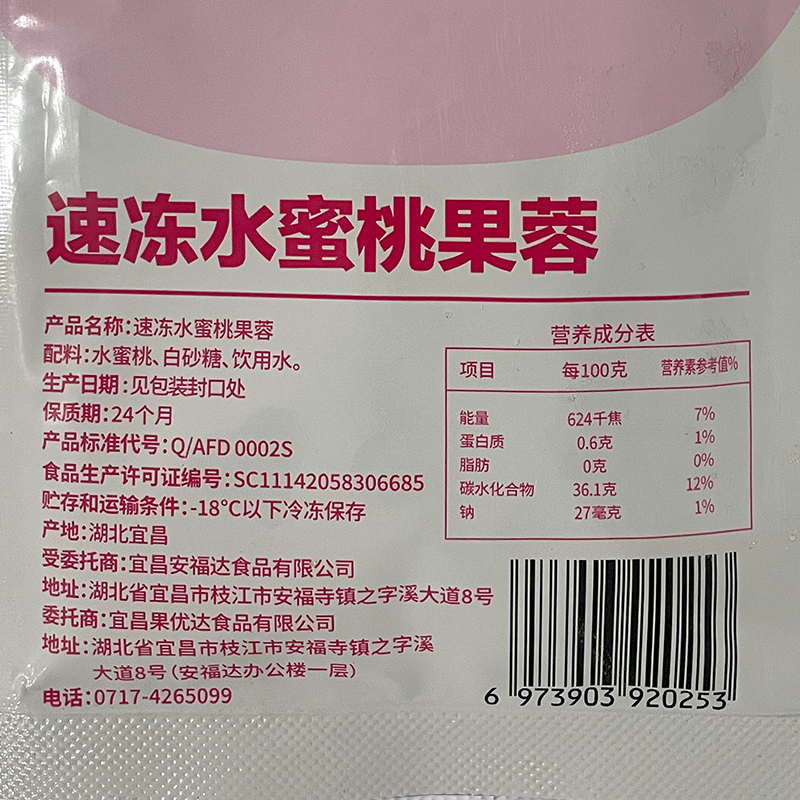 速冻水蜜桃果蓉
产品名称：速冻水蜜桃果蓉
配料：水蜜桃、白砂糖、饮用水。
生产日期：见包装封口处
保质期：24个月
产品标准代号：Q/AFD 0002S
食品生产许可证编号：SC11142058306685
贮存和运输条件：-18°C以下冷冻保存
产地：湖北宜昌
受委托商：宜昌安福达食品有限公司
地址：湖北省宜昌市枝江市安福寺镇之字溪大道8号
委托商：宜昌果优达食品有限公司
地址：湖北省宜昌市枝江市安福寺镇之字溪
大道8号（安福达办公楼一层）
电话：0717-4265099
营养成分表
项目 每100克 营养素参考值%
能量 624千焦 7%
蛋白质 0.6克 1%
脂肪 0克 0%
碳水化合物 36.1克 12%
钠 27毫克 1%
6 973903 920253